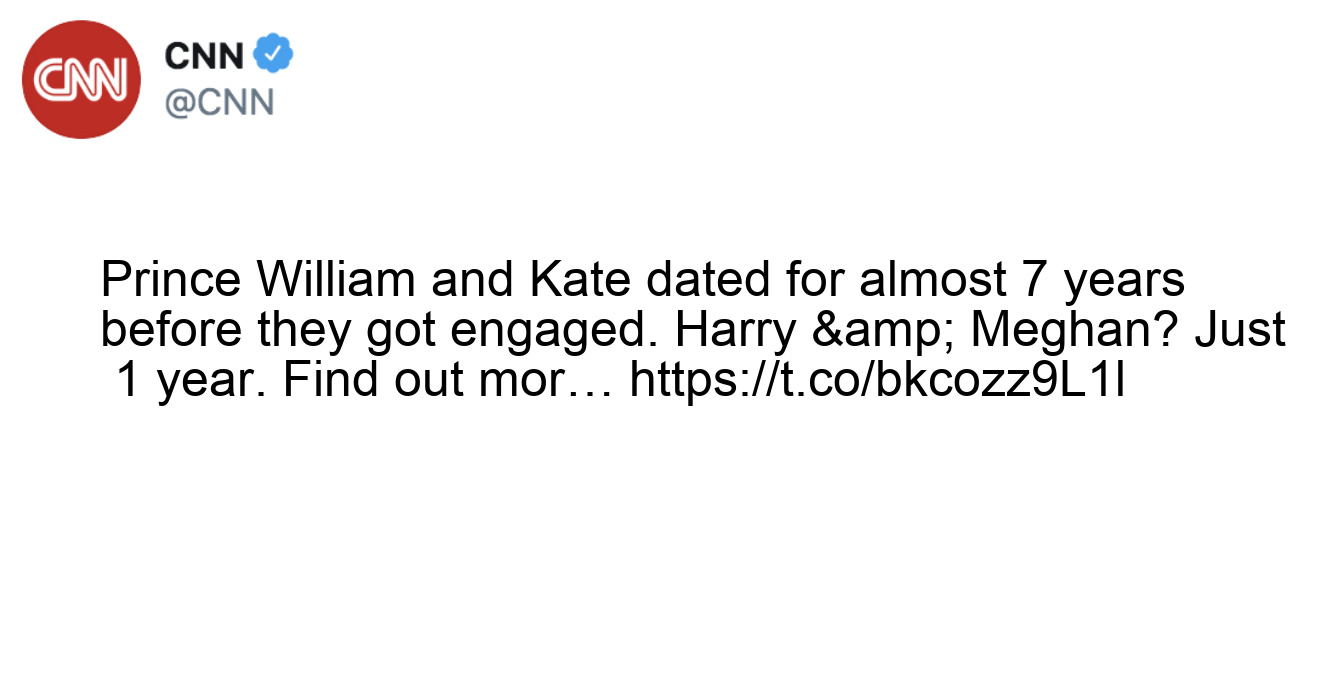 CNN
CNN
@CNN
Prince William and Kate dated for almost 7 years
before they got engaged. Harry &amp; Meghan? Just
1 year. Find out mor… https://t.co/bkcozz9L1l